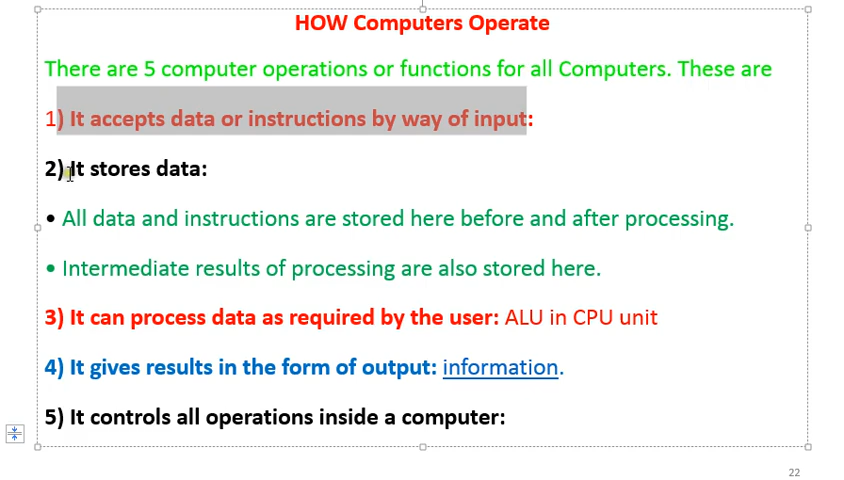 HOW Computers Operate
There are 5 computer operations or functions for all Computers. These are
1) It accepts data or instructions by way of input:
2) It stores data:
• All data and instructions are stored here before and after processing.
• Intermediate results of processing are also stored here.
3) It can process data as required by the user: ALU in CPU unit
4) It gives results in the form of output: information.
5) It controls all operations inside a computer:
22